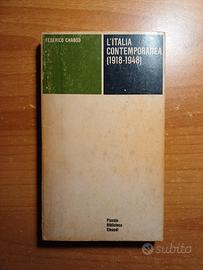 FEDERICO CHABOD
L'ITALIA
CONTEMPORANEA
(1918-1948)
Piccola
Biblioteca
Einaudi
subito